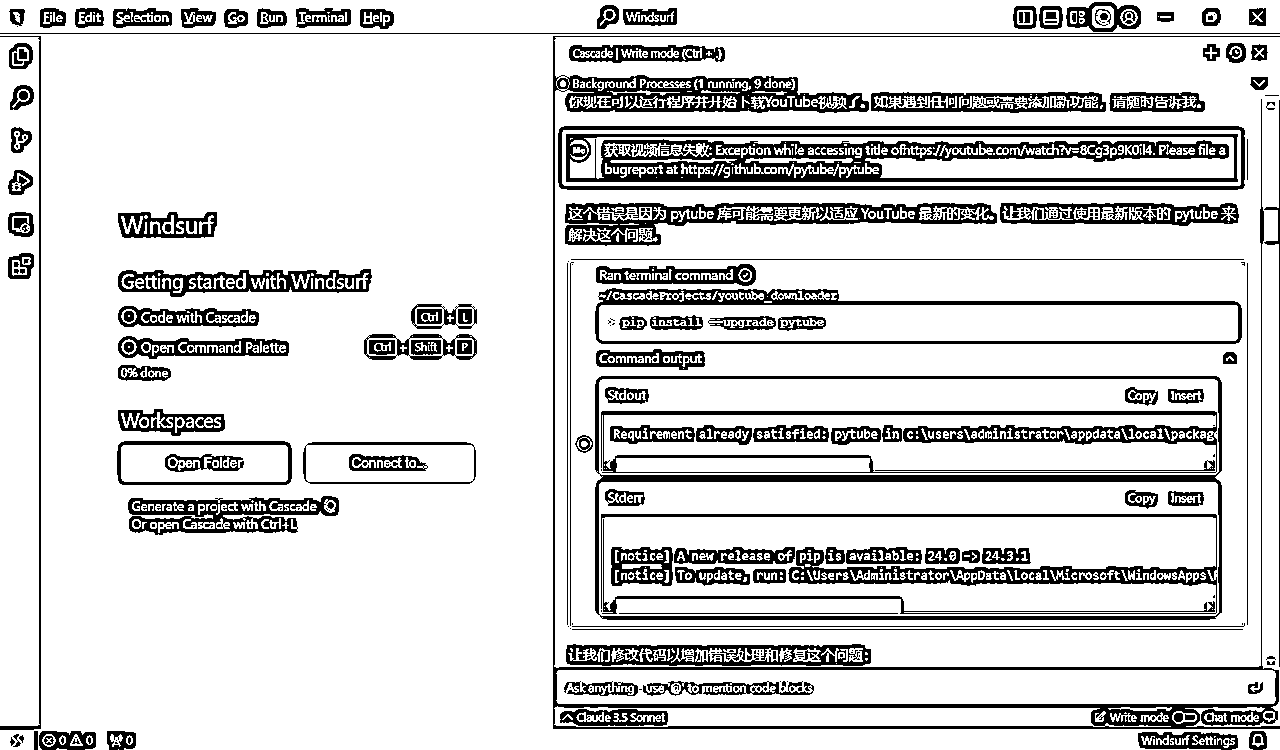 File Edit Selection View Go Run Terminal Help
Windsurf
Windsurf
Getting started with Windsurf
Code with Cascade Ctrl + L
Open Command Palette Ctrl + Shift + P
0% done
Workspaces
Open Folder Connect to...
Generate a project with Cascade
Or open Cascade with Ctrl+L
Cascade | Write mode (Ctrl + .)
Background Processes (1 running, 9 done)
你现在可以运行程序并开始下载YouTube视频了。如果遇到任何问题或需要添加新功能，请随时告诉我。
Me
获取视频信息失败: Exception while accessing title ofhttps://youtube.com/watch?v=8Cg3p9K0il4. Please file a
bugreport at https://github.com/pytube/pytube
这个错误是因为 pytube 库可能需要更新以适应 YouTube 最新的变化。让我们通过使用最新版本的 pytube 来
解决这个问题。
Ran terminal command
~/CascadeProjects/youtube_downloader
> pip install --upgrade pytube
Command output
Stdout Copy Insert
Requirement already satisfied: pytube in c:\users\administrator\appdata\local\package
Stderr Copy Insert
[notice] A new release of pip is available: 24.0 -> 24.3.1
[notice] To update, run: C:\Users\Administrator\AppData\Local\Microsoft\WindowsApps\
让我们修改代码以增加错误处理和修复这个问题:
Ask anything - use '@' to mention code blocks
Claude 3.5 Sonnet Write mode Chat mode
0 0 0 Windsurf Settings